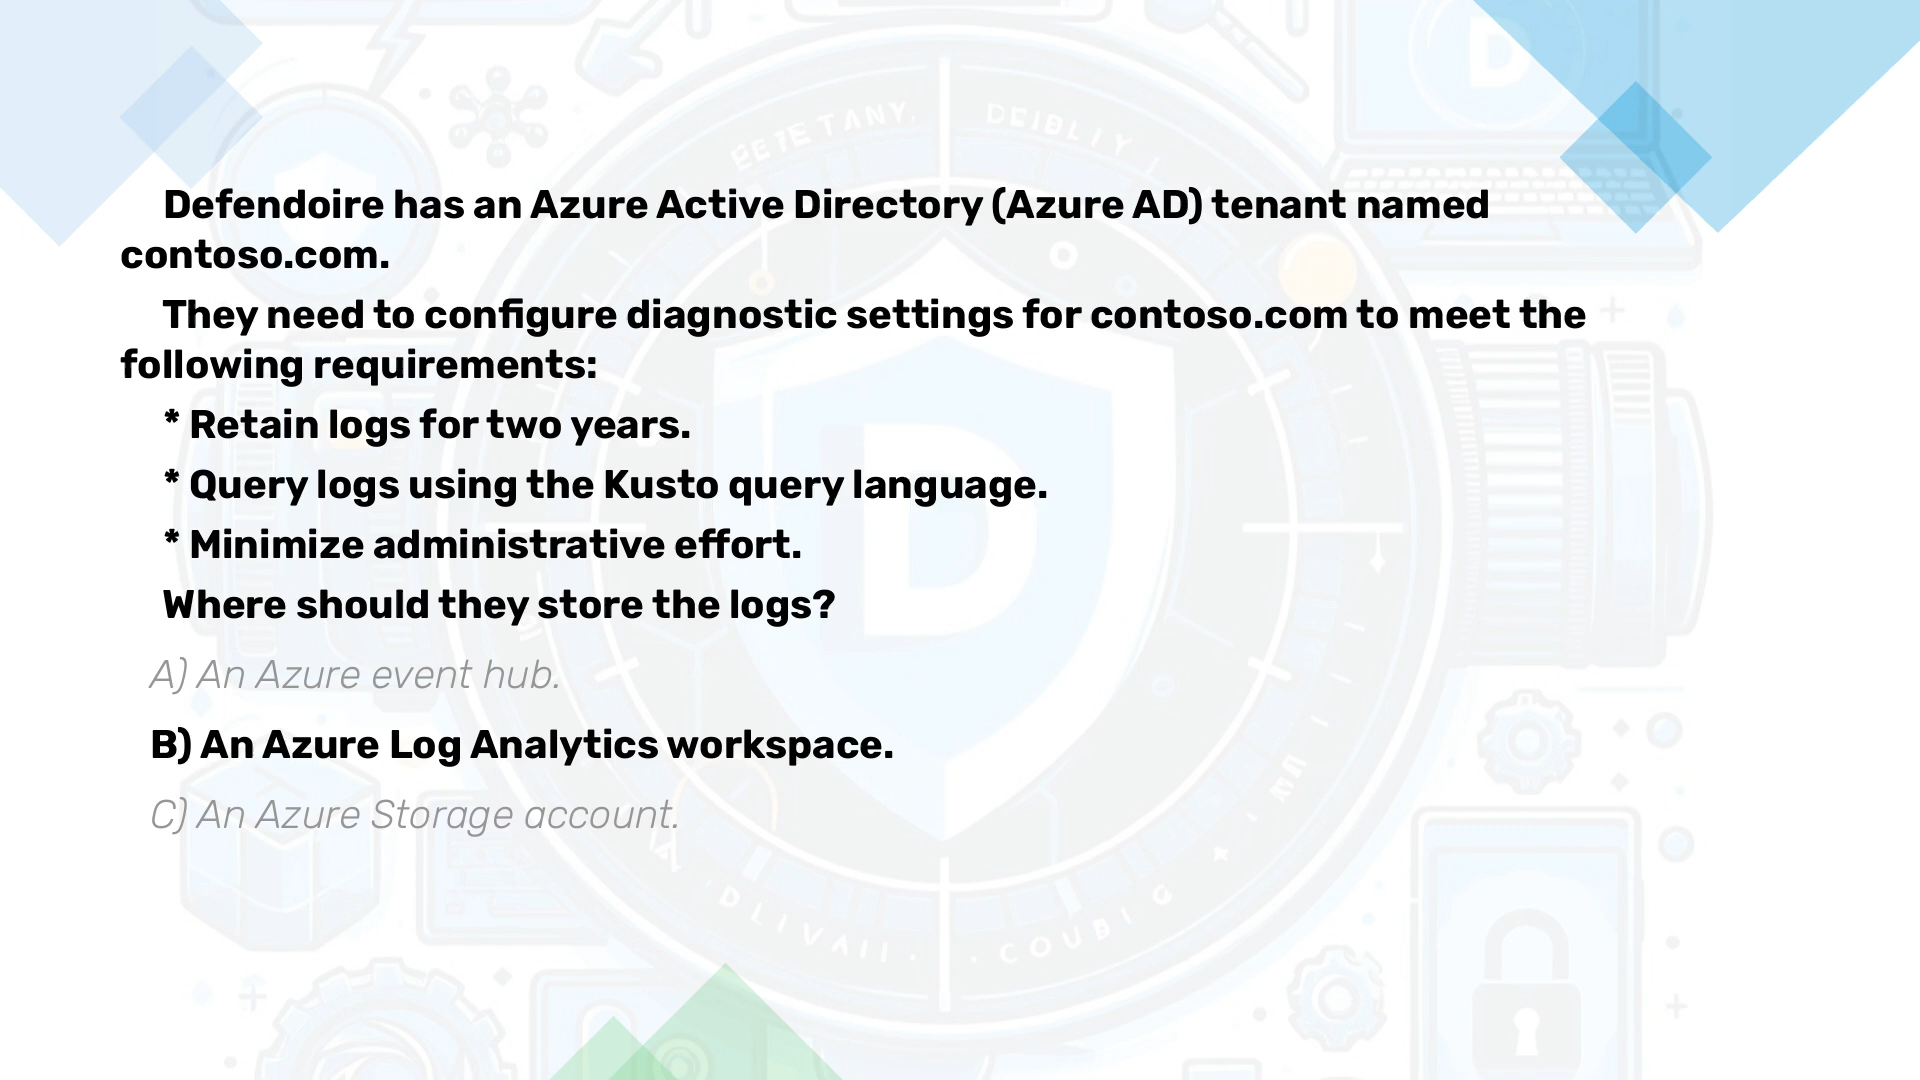 Defendoire has an Azure Active Directory (Azure AD) tenant named
contoso.com.
They need to configure diagnostic settings for contoso.com to meet the
following requirements:
* Retain logs for two years.
* Query logs using the Kusto query language.
* Minimize administrative effort.
Where should they store the logs?
A) An Azure event hub.
B) An Azure Log Analytics workspace.
C) An Azure Storage account.